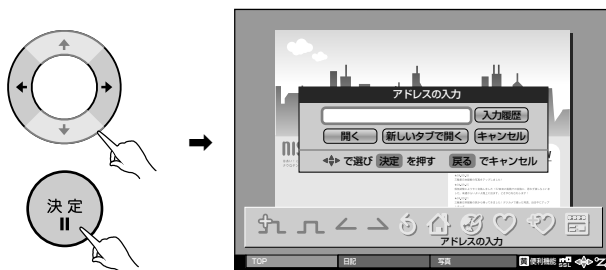 決定
アドレスの入力
入力履歴
開く 新しいタブで開く キャンセル
で選び 決定 を押す 戻る でキャンセル
NIS
アドレスの入力
TOP 日記 写真 便利機能 SSL